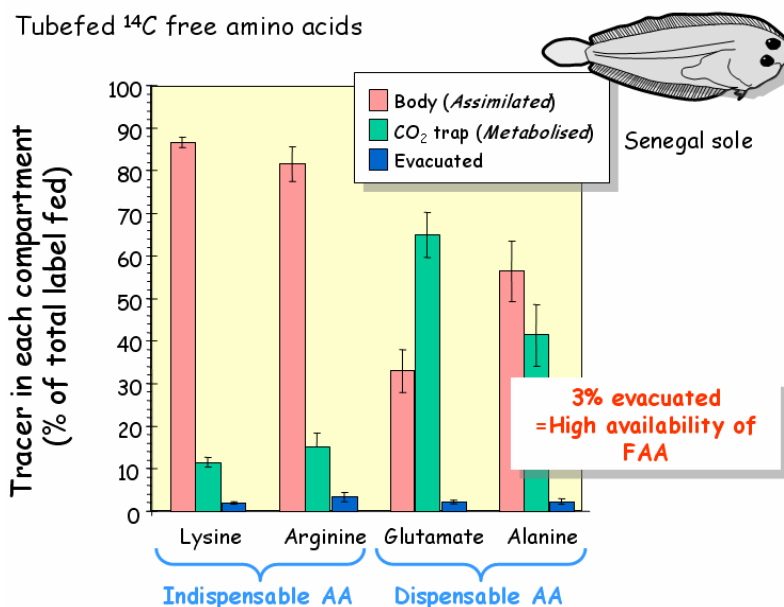 Tubefed ¹⁴C free amino acids
Body (Assimilated)
CO₂ trap (Metabolised)
Evacuated
Senegal sole
Tracer in each compartment
(% of total label fed)
100
90
80
70
60
50
40
30
20
10
0
3% evacuated
=High availability of
FAA
Lysine Arginine Glutamate Alanine
Indispensable AA Dispensable AA